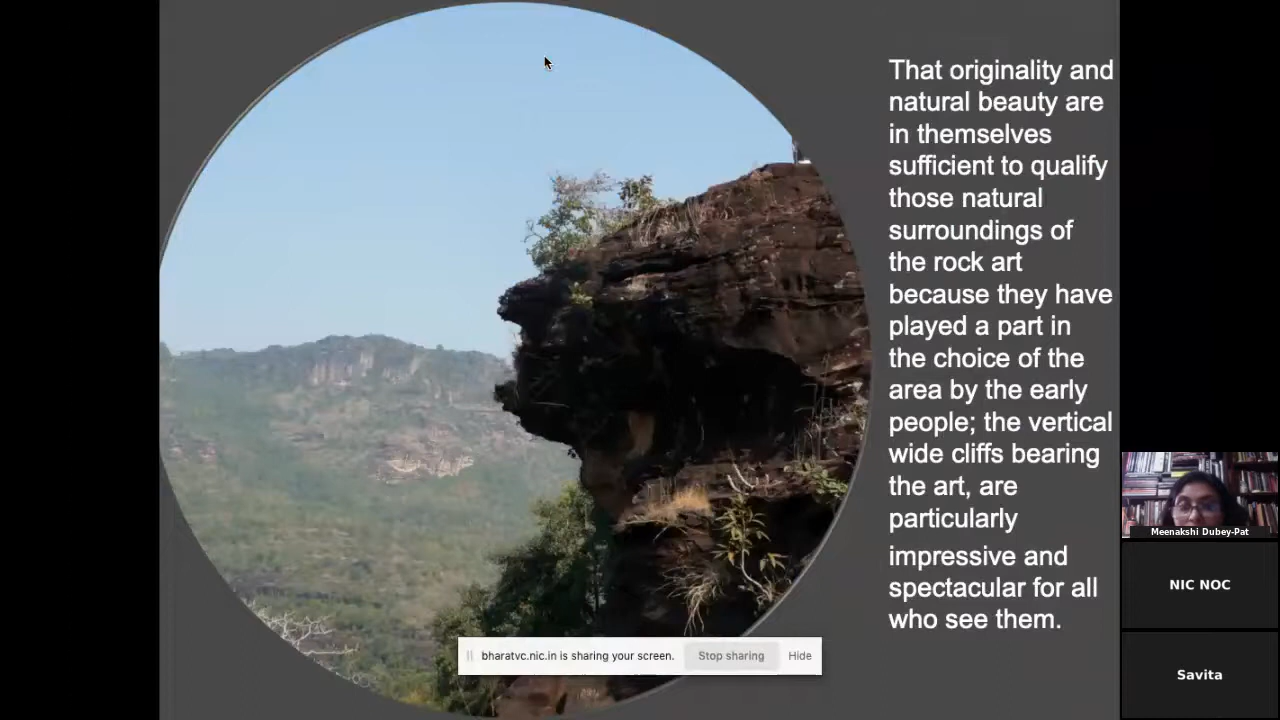 That originality and
natural beauty are
in themselves
sufficient to qualify
those natural
surroundings of
the rock art
because they have
played a part in
the choice of the
area by the early
people; the vertical
wide cliffs bearing
the art, are
particularly
impressive and
spectacular for all
who see them.
Meenakshi Dubey-Pat
NIC NOC
Savita
bharatvc.nic.in is sharing your screen.
Stop sharing
Hide